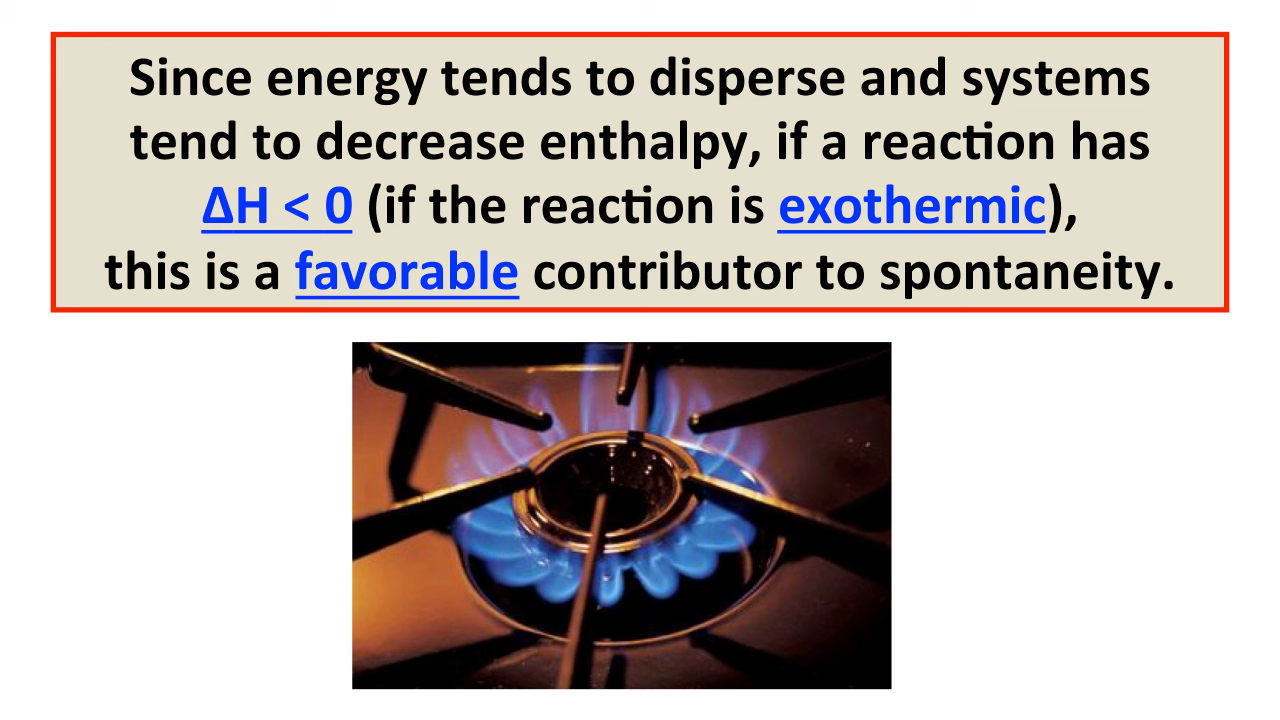 Since energy tends to disperse and systems
tend to decrease enthalpy, if a reaction has
ΔH < 0 (if the reaction is exothermic),
this is a favorable contributor to spontaneity.